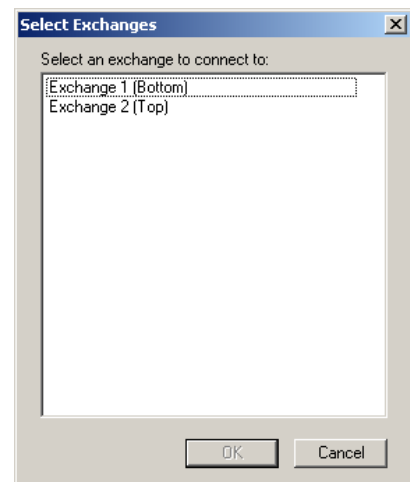 Select Exchanges
Select an exchange to connect to:
Exchange 1 (Bottom)
Exchange 2 (Top)
OK
Cancel